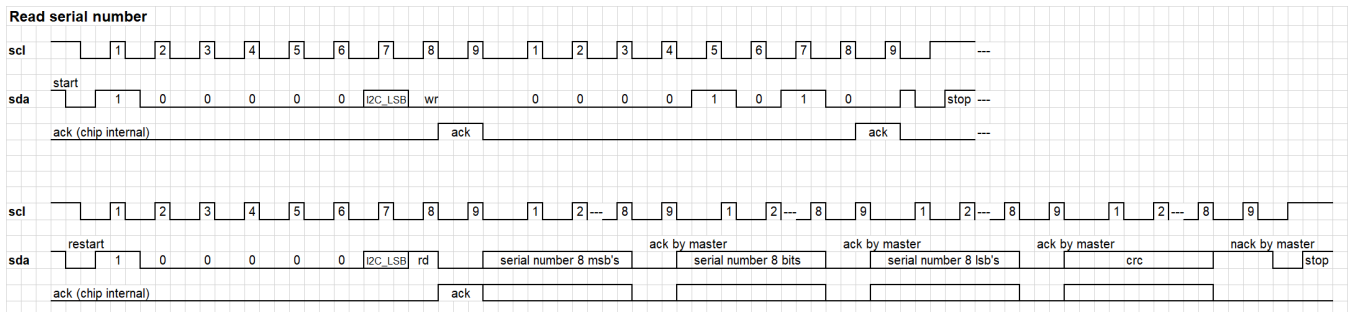 Read serial number
scl 1 2 3 4 5 6 7 8 9 1 2 3 4 5 6 7 8 9 ---
start
sda 1 0 0 0 0 0 I2C_LSB wr 0 0 0 0 1 0 1 0 stop ---
ack (chip internal) ack ack ---
scl 1 2 3 4 5 6 7 8 9 1 2 --- 8 9 1 2 --- 8 9 1 2 --- 8 9 1 2 --- 8 9
restart ack by master ack by master ack by master nack by master
sda 1 0 0 0 0 0 I2C_LSB rd serial number 8 msb's serial number 8 bits serial number 8 lsb's crc stop
ack (chip internal) ack